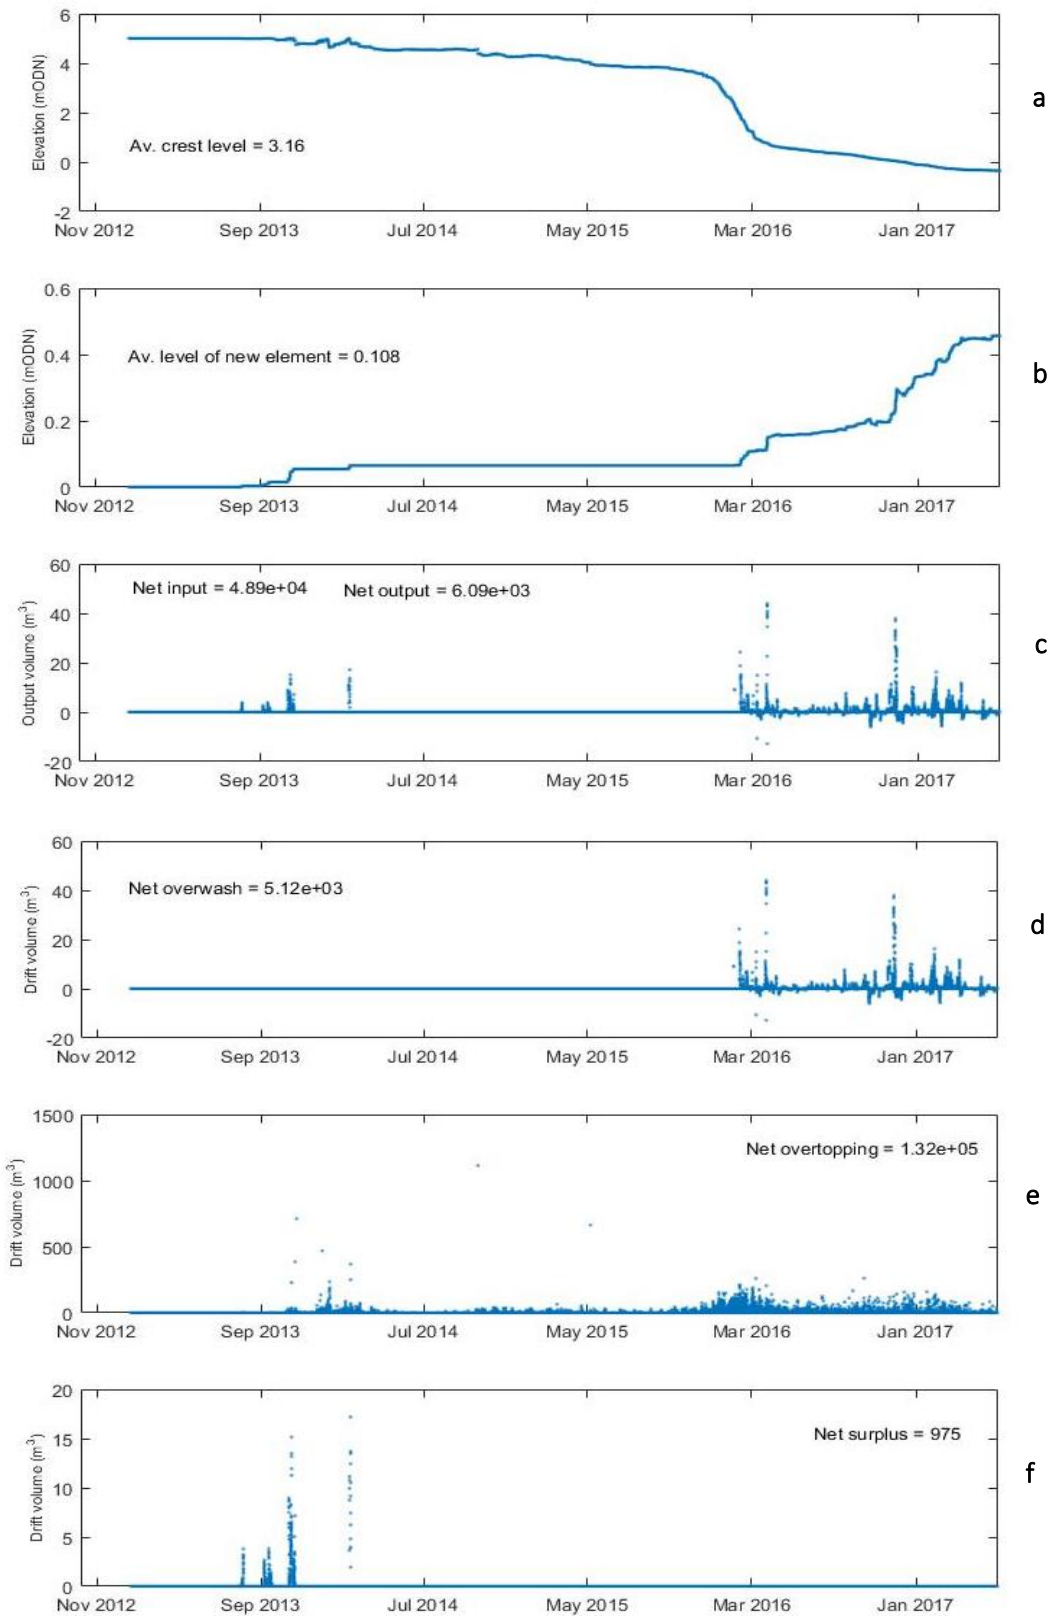 6
4
2
0
-2
Elevation (mODN)
Av. crest level = 3.16
a
Nov 2012 Sep 2013 Jul 2014 May 2015 Mar 2016 Jan 2017
0.6
0.4
0.2
0
Elevation (mODN)
Av. level of new element = 0.108
b
Nov 2012 Sep 2013 Jul 2014 May 2015 Mar 2016 Jan 2017
60
40
20
0
-20
Output volume (m³)
Net input = 4.89e+04 Net output = 6.09e+03
c
Nov 2012 Sep 2013 Jul 2014 May 2015 Mar 2016 Jan 2017
60
40
20
0
-20
Drift volume (m³)
Net overwash = 5.12e+03
d
Nov 2012 Sep 2013 Jul 2014 May 2015 Mar 2016 Jan 2017
1500
1000
500
0
Drift volume (m³)
Net overtopping = 1.32e+05
e
Nov 2012 Sep 2013 Jul 2014 May 2015 Mar 2016 Jan 2017
20
15
10
5
0
Drift volume (m³)
Net surplus = 975
f
Nov 2012 Sep 2013 Jul 2014 May 2015 Mar 2016 Jan 2017